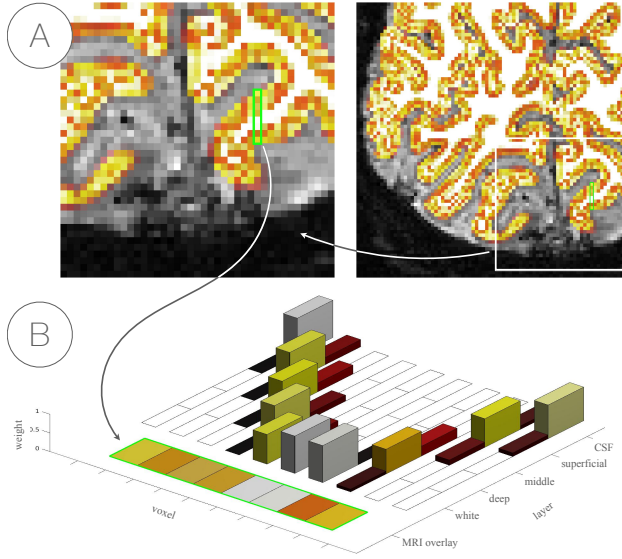 A
B
1
0.5
0
weight
voxel
CSF
superficial
middle
deep
white
MRI overlay
layer